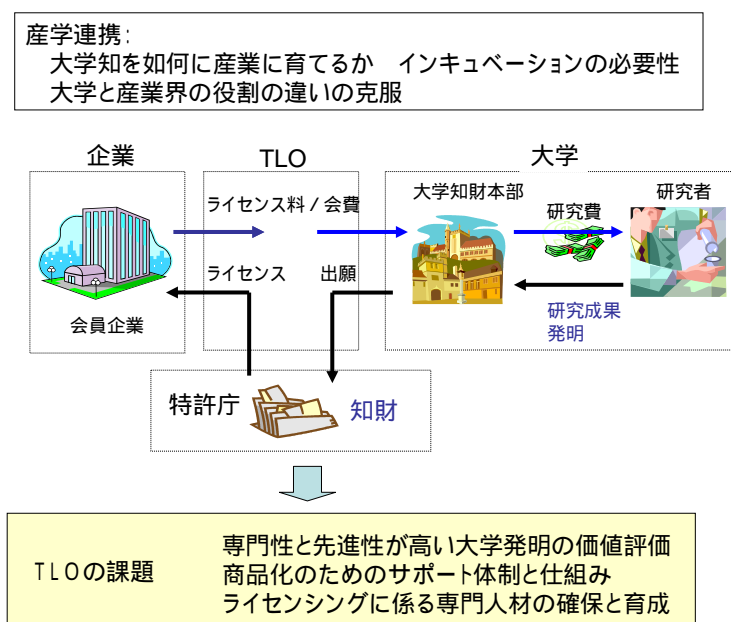 産学連携:
大学知を如何に産業に育てるか　インキュベーションの必要性
大学と産業界の役割の違いの克服
企業
TLO
大学
ライセンス料 / 会費
大学知財本部
研究費
研究者
ライセンス
出願
会員企業
研究成果
発明
特許庁
知財
TLOの課題
専門性と先進性が高い大学発明の価値評価
商品化のためのサポート体制と仕組み
ライセンシングに係る専門人材の確保と育成